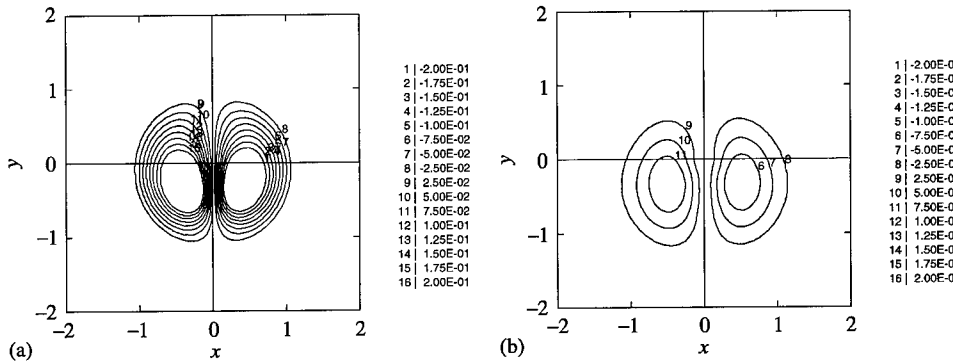 2
1
0
−1
−2
y
−2
−1
0
1
2
x
(a)
9
10
8
7
1 | -2.00E-01
2 | -1.75E-01
3 | -1.50E-01
4 | -1.25E-01
5 | -1.00E-01
6 | -7.50E-02
7 | -5.00E-02
8 | -2.50E-02
9 | 2.50E-02
10 | 5.00E-02
11 | 7.50E-02
12 | 1.00E-01
13 | 1.25E-01
14 | 1.50E-01
15 | 1.75E-01
16 | 2.00E-01
2
1
0
−1
−2
y
−2
−1
0
1
2
x
(b)
9
10
11
6
7
8
1 | -2.00E-0
2 | -1.75E-0
3 | -1.50E-0
4 | -1.25E-0
5 | -1.00E-0
6 | -7.50E-0
7 | -5.00E-0
8 | -2.50E-0
9 | 2.50E-0
10 | 5.00E-0
11 | 7.50E-0
12 | 1.00E-0
13 | 1.25E-0
14 | 1.50E-0
15 | 1.75E-0
16 | 2.00E-0